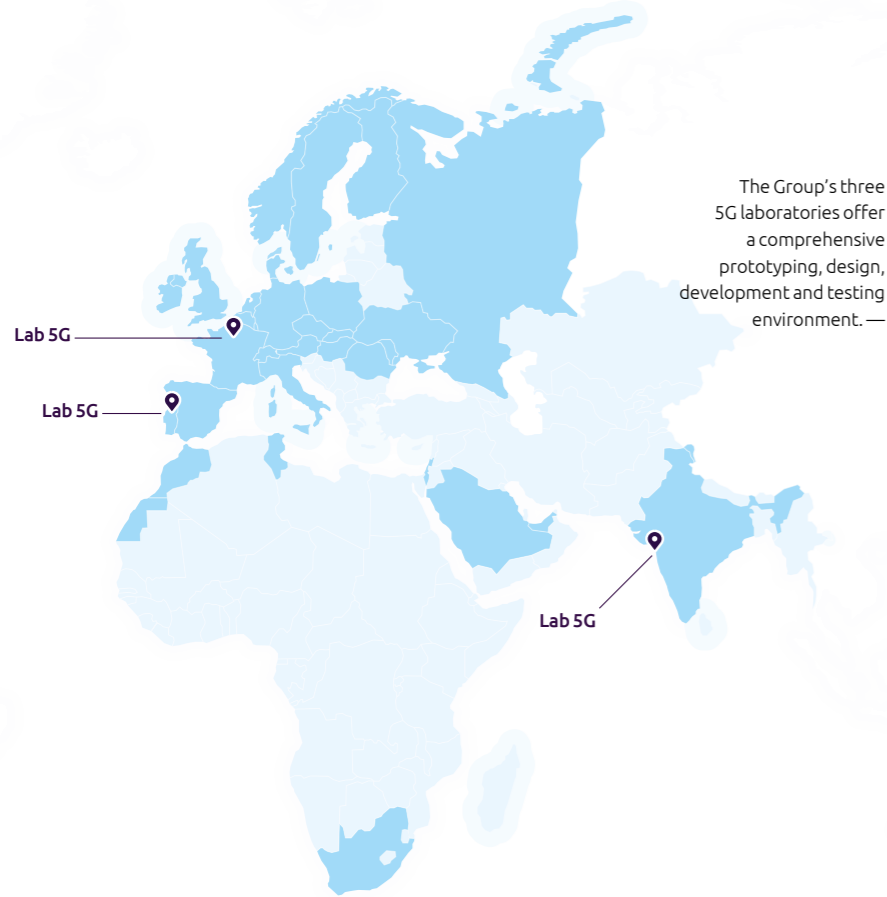 The Group’s three
5G laboratories offer
a comprehensive
prototyping, design,
development and testing
environment. —
Lab 5G
Lab 5G
Lab 5G